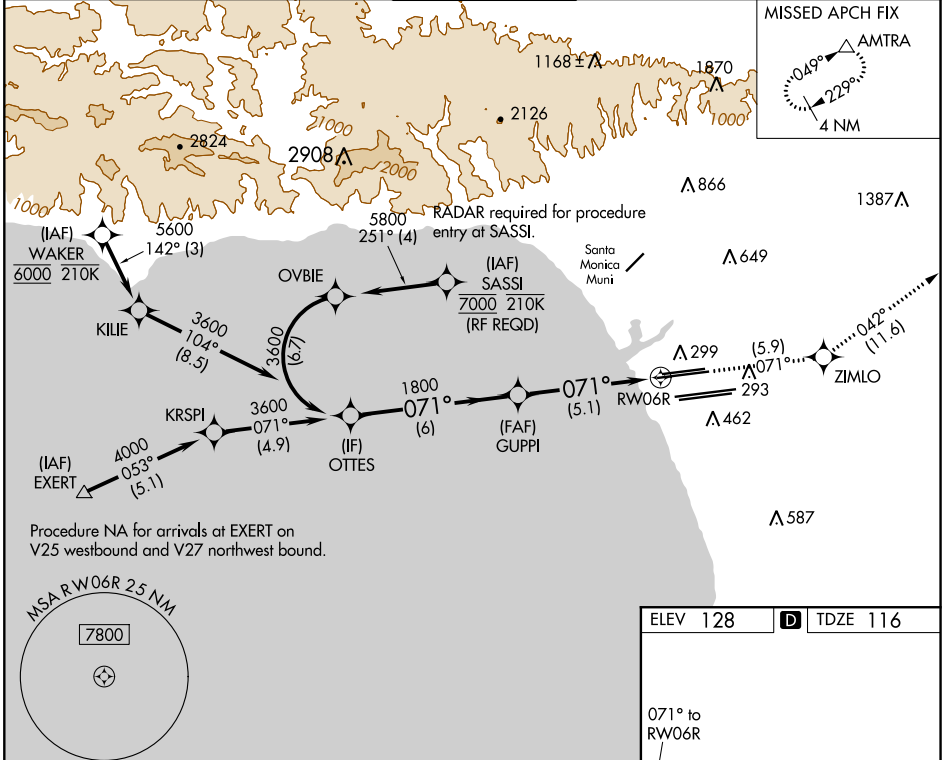 MISSED APCH FIX
AMTRA
049°
229°
4 NM
1168 ±
1870
1000
2126
1000
2824
2908
2000
1000
866
1387
(IAF)
WAKER
6000 210K
5600
142° (3)
5800
251° (4)
RADAR required for procedure
entry at SASSI.
Santa
Monica
Muni
649
OVBIE
(IAF)
SASSI
7000 210K
(RF REQD)
KILIE
3600
104°
(8.5)
3600
(6.7)
042°
(11.6)
299
(5.9)
071°
ZIMLO
RW06R
293
462
1800
071°
(6)
071°
(5.1)
KRSPI
3600
071°
(4.9)
(IF)
OTTES
(FAF)
GUPPI
4000
053°
(5.1)
(IAF)
EXERT
587
Procedure NA for arrivals at EXERT on
V25 westbound and V27 northwest bound.
MSA RW06R 25 NM
7800
ELEV 128 D TDZE 116
071° to
RW06R